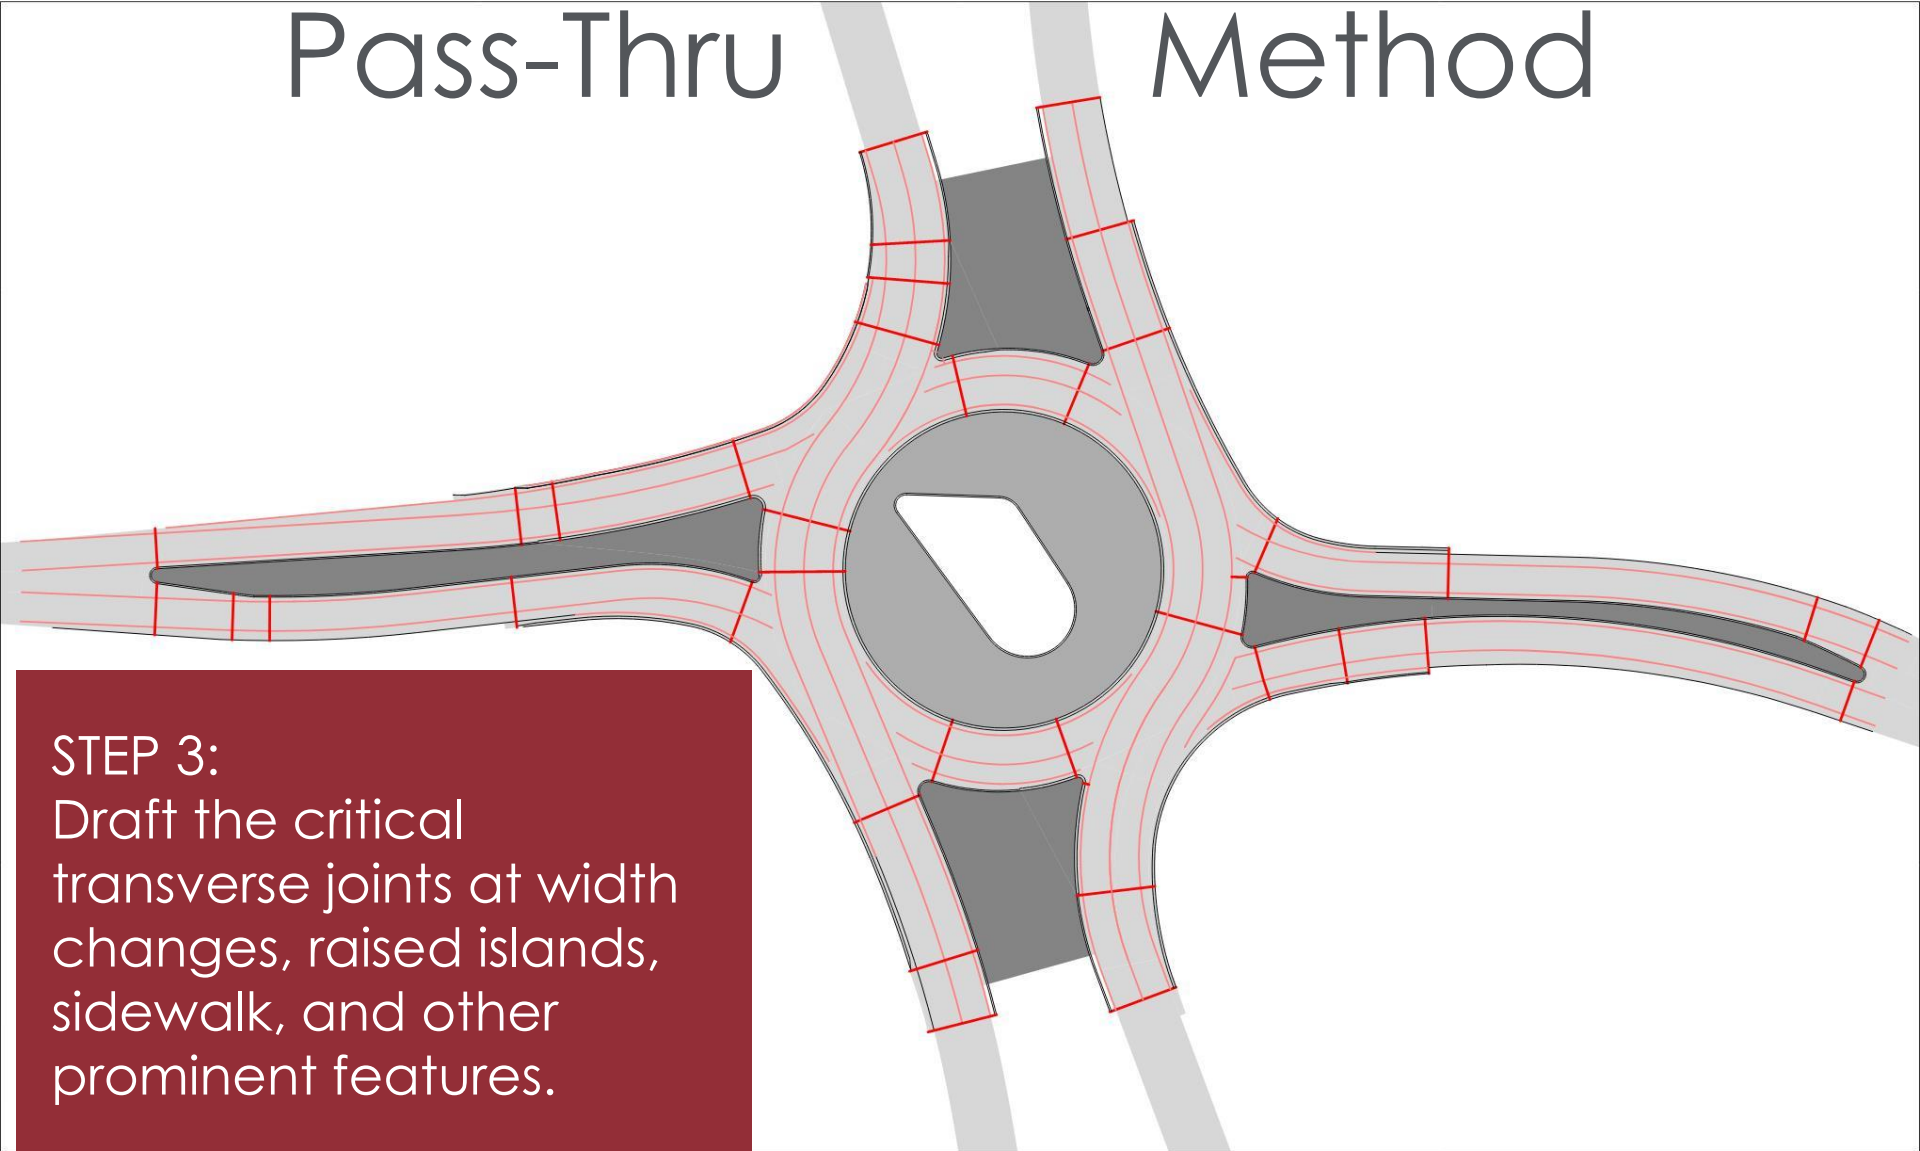 Pass-Thru Method
STEP 3:
Draft the critical
transverse joints at width
changes, raised islands,
sidewalk, and other
prominent features.